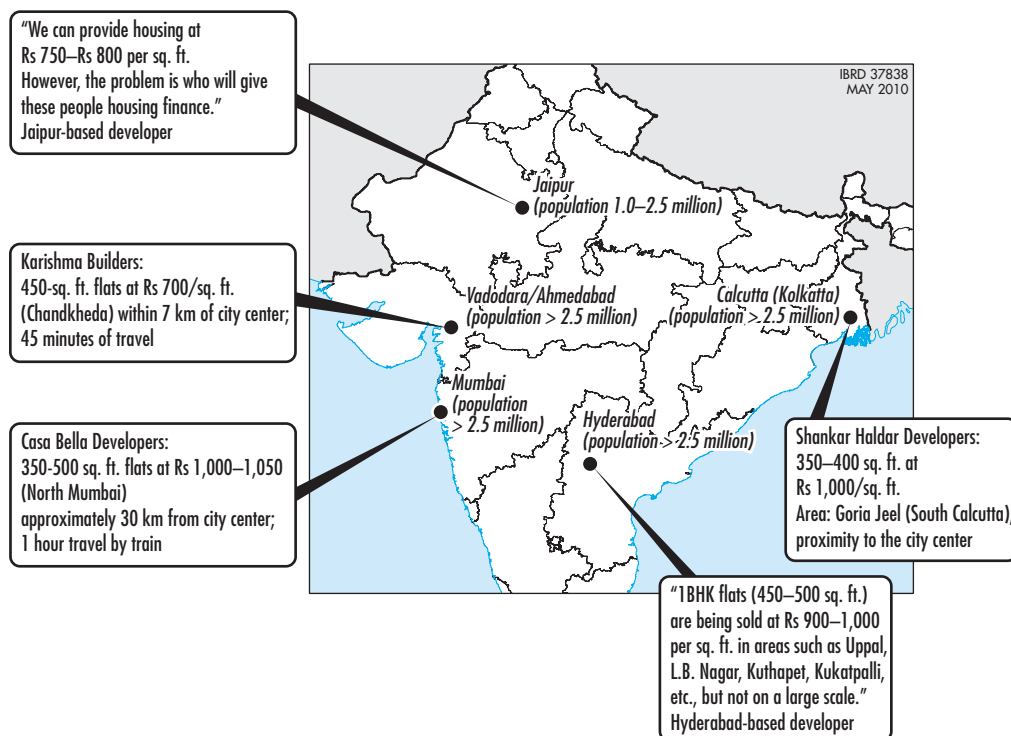 “We can provide housing at
Rs 750–Rs 800 per sq. ft.
However, the problem is who will give
these people housing finance.”
Jaipur-based developer
IBRD 37838
MAY 2010
Jaipur
(population 1.0–2.5 million)
Karishma Builders:
450-sq. ft. flats at Rs 700/sq. ft.
(Chandkheda) within 7 km of city center;
45 minutes of travel
Vadodara/Ahmedabad
(population > 2.5 million)
Calcutta (Kolkatta)
(population > 2.5 million)
Mumbai
(population
> 2.5 million)
Hyderabad
(population > 2.5 million)
Casa Bella Developers:
350-500 sq. ft. flats at Rs 1,000–1,050
(North Mumbai)
approximately 30 km from city center;
1 hour travel by train
Shankar Haldar Developers:
350–400 sq. ft. at
Rs 1,000/sq. ft.
Area: Goria Jeel (South Calcutta),
proximity to the city center
“1BHK flats (450–500 sq. ft.)
are being sold at Rs 900–1,000
per sq. ft. in areas such as Uppal,
L.B. Nagar, Kuthapet, Kukatpalli,
etc., but not on a large scale.”
Hyderabad-based developer